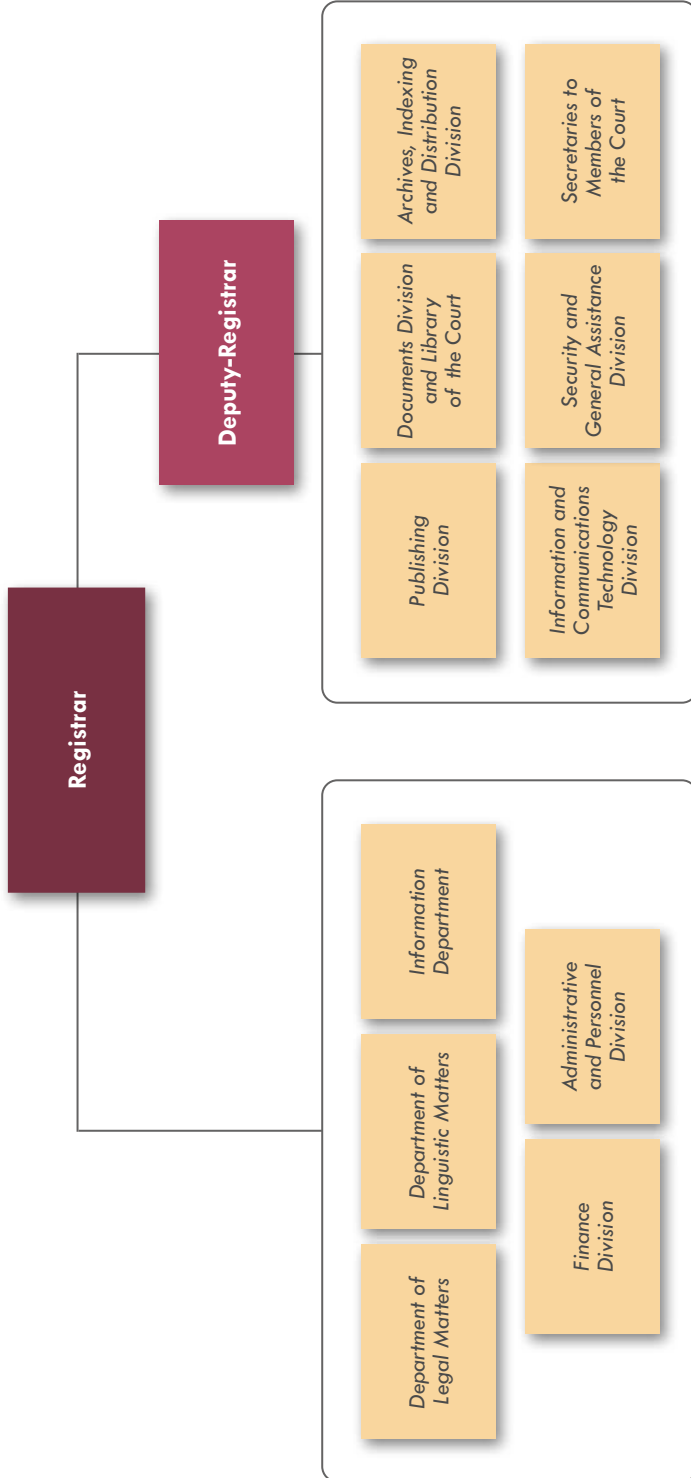 Registrar
Deputy-Registrar
Department of
Legal Matters
Department of
Linguistic Matters
Information
Department
Finance
Division
Administrative
and Personnel
Division
Publishing
Division
Documents Division
and Library
of the Court
Archives, Indexing
and Distribution
Division
Information and
Communications
Technology
Division
Security and
General Assistance
Division
Secretaries to
Members of
the Court